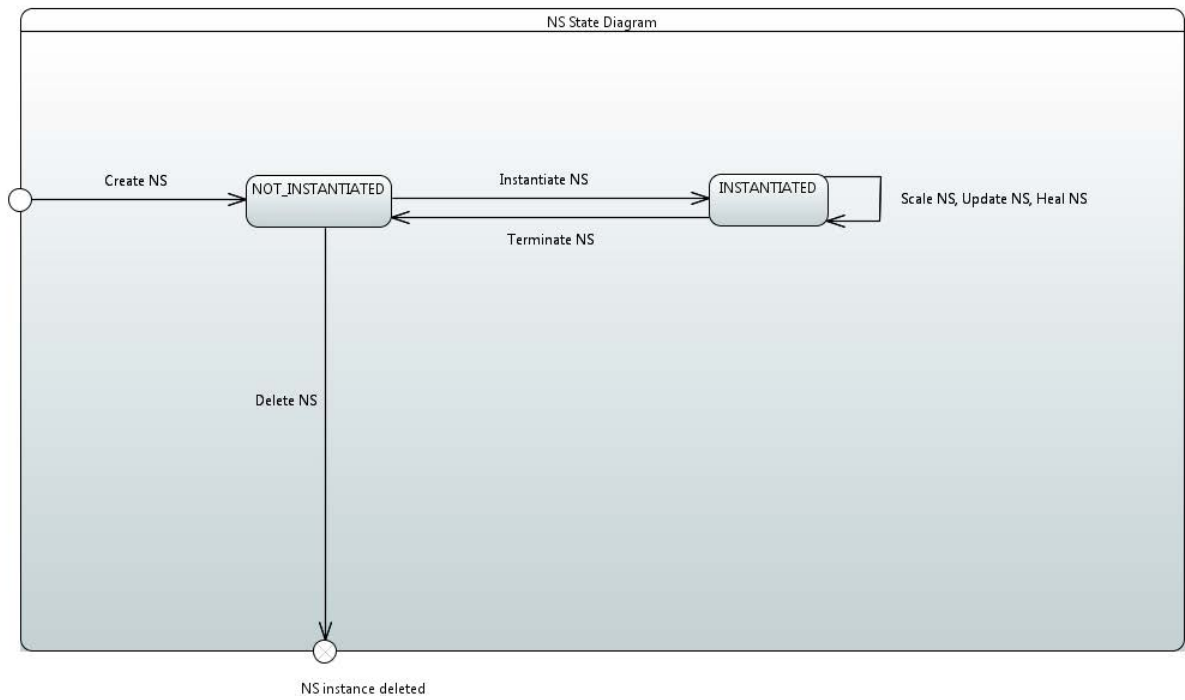 NS State Diagram
Create NS
NOT_INSTANTIATED
Instantiate NS
INSTANTIATED
Scale NS, Update NS, Heal NS
Terminate NS
Delete NS
NS instance deleted